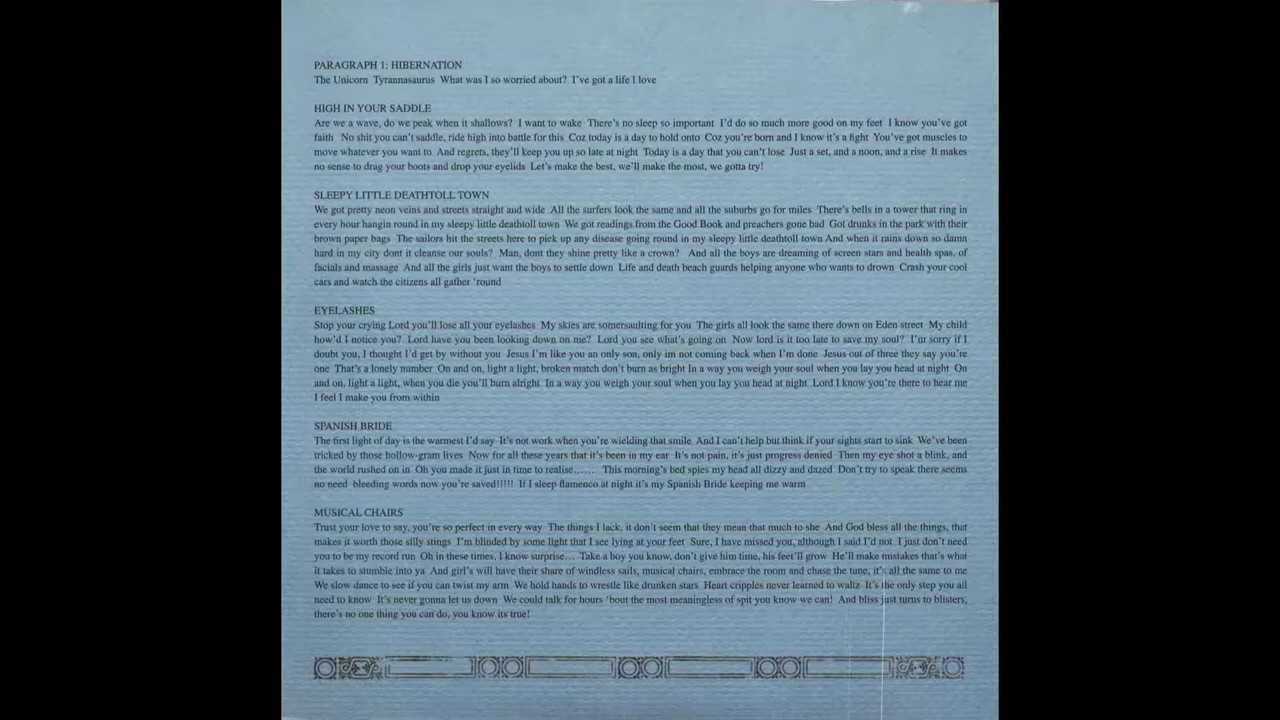 PARAGRAPH 1: HIBERNATION
The Unicorn Tyrannasaurus What was I so worried about? I've got a life I love
HIGH IN YOUR SADDLE
Are we a wave, do we peak when it shallows? I want to wake There's no sleep so important I'd do so much more good on my feet I know you've got
faith No shit you can't saddle, ride high into battle for this Coz today is a day to hold onto Coz you're born and I know it's a fight You've got muscles to
move whatever you want to And regrets, they'll keep you up so late at night Today is a day that you can't lose Just a set, and a noon, and a rise It makes
no sense to drag your boots and drop your eyelids Let's make the best, we'll make the most, we gotta try!
SLEEPY LITTLE DEATHTOLL TOWN
We got pretty neon veins and streets straight and wide All the surfers look the same and all the suburbs go for miles There's bells in a tower that ring in
every hour hangin round in my sleepy little deathtoll town We got readings from the Good Book and preachers gone bad Got drunks in the park with their
brown paper bags The sailors hit the streets here to pick up any disease going round in my sleepy little deathtoll town And when it rains down so damn
hard in my city dont it cleanse our souls? Man, dont they shine pretty like a crown? And all the boys are dreaming of screen stars and health spas, of
facials and massage And all the girls just want the boys to settle down Life and death beach guards helping anyone who wants to drown Crash your cool
cars and watch the citizens all gather 'round
EYELASHES
Stop your crying Lord you'll lose all your eyelashes My skies are somersaulting for you The girls all look the same there down on Eden street My child
how'd I notice you? Lord have you been looking down on me? Lord you see what's going on Now lord is it too late to save my soul? I'm sorry if I
doubt you, I thought I'd get by without you Jesus I'm like you an only son, only im not coming back when I'm done Jesus out of three they say you're
one That's a lonely number On and on, light a light, broken match don't burn as bright In a way you weigh your soul when you lay you head at night On
and on, light a light, when you die you'll burn alright In a way you weigh your soul when you lay you head at night Lord I know you're there to hear me
I feel I make you from within
SPANISH BRIDE
The first light of day is the warmest I'd say It's not work when you're wielding that smile And I can't help but think if your sights start to sink We've been
tricked by those hollow-gram lives Now for all these years that it's been in my ear It's not pain, it's just progress denied Then my eye shot a blink, and
the world rushed on in Oh you made it just in time to realise...... This morning's bed spies my head all dizzy and dazed Don't try to speak there seems
no need bleeding words now you're saved!!!!! If I sleep flamenco at night it's my Spanish Bride keeping me warm
MUSICAL CHAIRS
Trust your love to say, you're so perfect in every way The things I lack, it don't seem that they mean that much to she And God bless all the things, that
makes it worth those silly stings I'm blinded by some light that I see lying at your feet Sure, I have missed you, although I said I'd not I just don't need
you to be my record run Oh in these times, I know surprise... Take a boy you know, don't give him time, his feet'll grow He'll make mistakes that's what
it takes to stumble into ya And girl's will have their share of windless sails, musical chairs, embrace the room and chase the tune, it's all the same to me
We slow dance to see if you can twist my arm We hold hands to wrestle like drunken stars Heart cripples never learned to waltz It's the only step you all
need to know It's never gonna let us down We could talk for hours 'bout the most meaningless of spit you know we can! And bliss just turns to blisters,
there's no one thing you can do, you know its true!